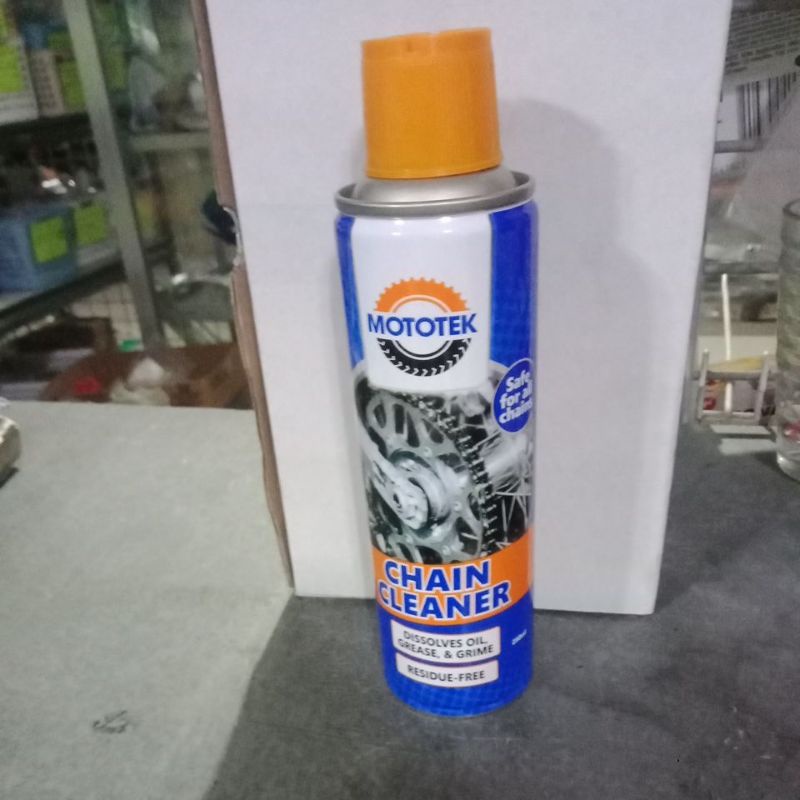 MOTOTEK
Safe
for all
chains
CHAIN
CLEANER
DISSOLVES OIL,
GREASE, & GRIME
RESIDUE-FREE